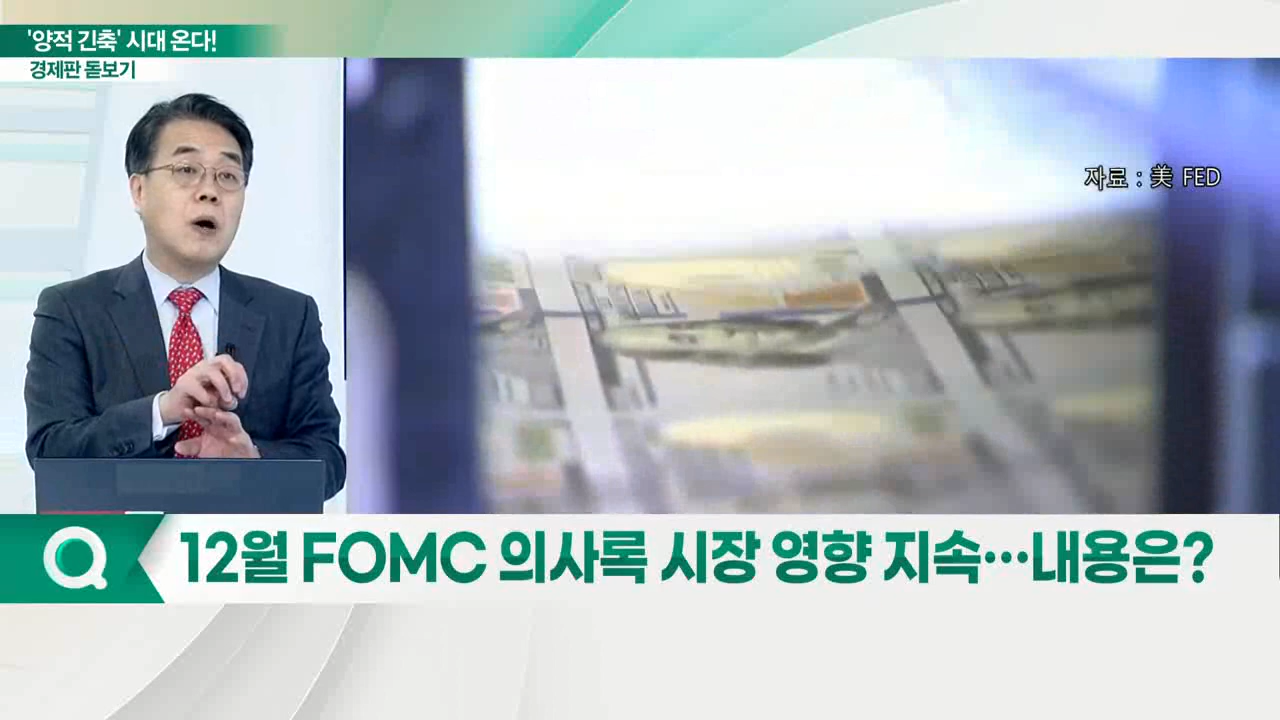 '양적 긴축' 시대 온다!
경제판 돋보기
자료 : 美 FED
12월 FOMC 의사록 시장 영향 지속…내용은?